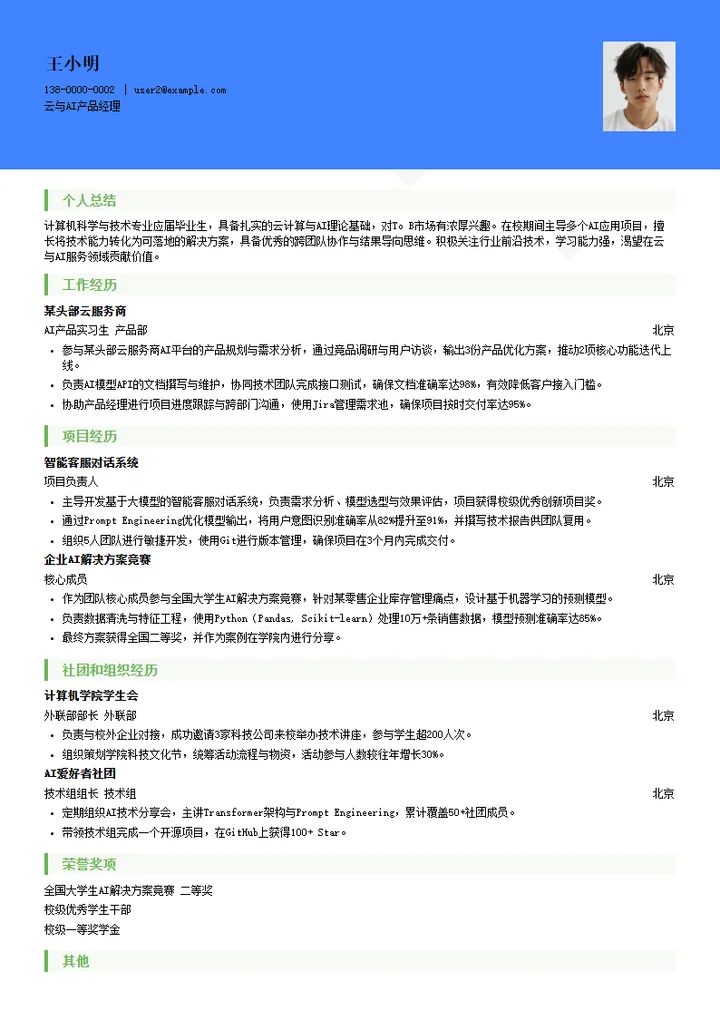 王小明
138-0000-0002 | user2@example.com
云与AI产品经理
个人总结
计算机科学与技术专业应届毕业生，具备扎实的云计算与AI理论基础，对T。B市场有浓厚兴趣。在校期间主导多个AI应用项目，擅
长将技术能力转化为可落地的解决方案，具备优秀的跨团队协作与结果导向思维。积极关注行业前沿技术，学习能力强，渴望在云
与AI服务领域贡献价值。
工作经历
某头部云服务商
AI产品实习生 产品部 北京
• 参与某头部云服务商AI平台的产品规划与需求分析，通过竞品调研与用户访谈，输出3份产品优化方案，推动2项核心功能迭代上
线。
• 负责AI模型API的文档撰写与维护，协同技术团队完成接口测试，确保文档准确率达98%，有效降低客户接入门槛。
• 协助产品经理进行项目进度跟踪与跨部门沟通，使用Jira管理需求池，确保项目按时交付率达95%。
项目经历
智能客服对话系统
项目负责人 北京
• 主导开发基于大模型的智能客服对话系统，负责需求分析、模型选型与效果评估，项目获得校级优秀创新项目奖。
• 通过Prompt Engineering优化模型输出，将用户意图识别准确率从82%提升至91%，并撰写技术报告供团队复用。
• 组织5人团队进行敏捷开发，使用Git进行版本管理，确保项目在3个月内完成交付。
企业AI解决方案竞赛
核心成员 北京
• 作为团队核心成员参与全国大学生AI解决方案竞赛，针对某零售企业库存管理痛点，设计基于机器学习的预测模型。
• 负责数据清洗与特征工程，使用Python（Pandas, Scikit-learn）处理10万+条销售数据，模型预测准确率达85%。
• 最终方案获得全国二等奖，并作为案例在学院内进行分享。
社团和组织经历
计算机学院学生会
外联部部长 外联部 北京
• 负责与校外企业对接，成功邀请3家科技公司来校举办技术讲座，参与学生超200人次。
• 组织策划学院科技文化节，统筹活动流程与物资，活动参与人数较往年增长30%。
AI爱好者社团
技术组组长 技术组 北京
• 定期组织AI技术分享会，主讲Transformer架构与Prompt Engineering，累计覆盖50+社团成员。
• 带领技术组完成一个开源项目，在GitHub上获得100+ Star。
荣誉奖项
全国大学生AI解决方案竞赛 二等奖
校级优秀学生干部
校级一等奖学金
其他